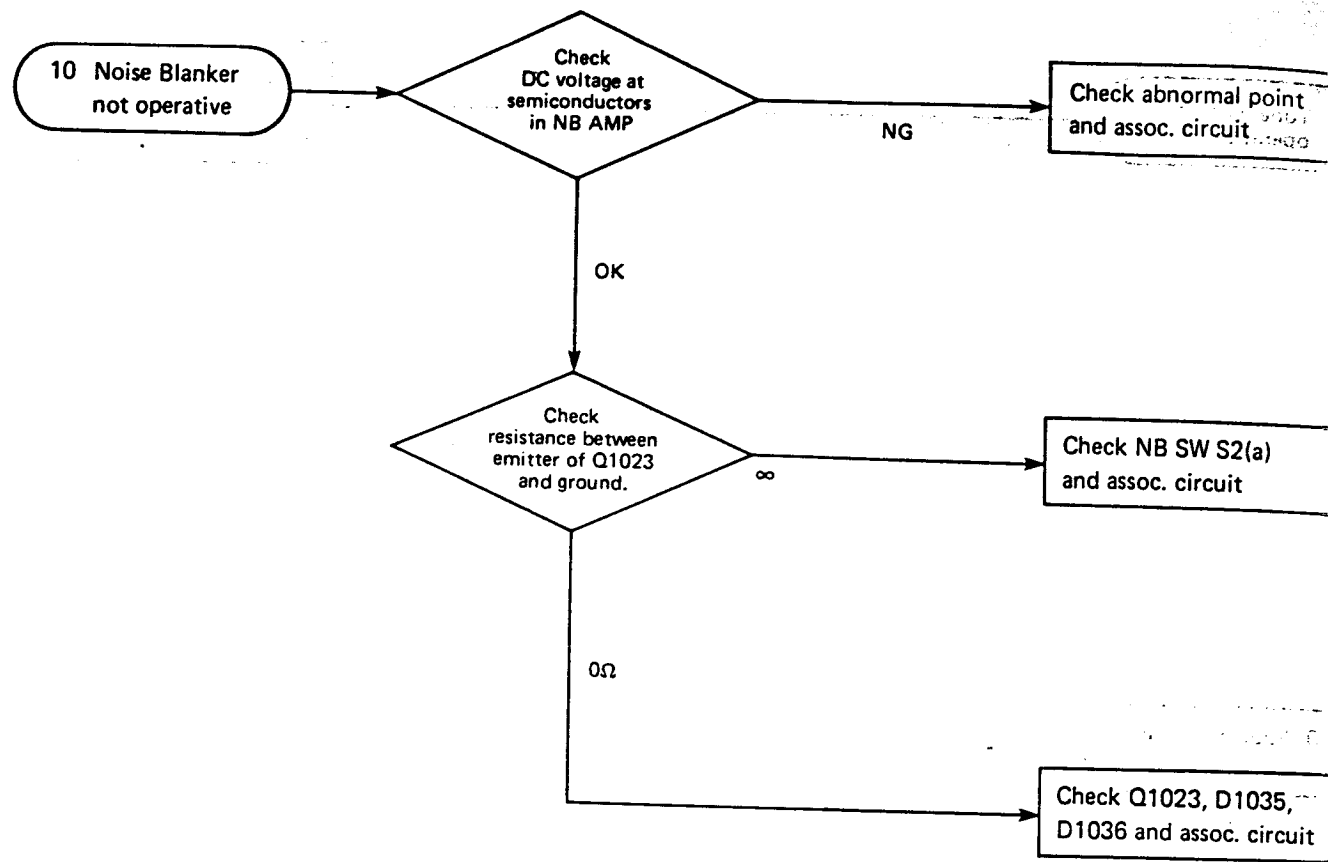 10 Noise Blanker
not operative
Check
DC voltage at
semiconductors
in NB AMP
NG
Check abnormal point
and assoc. circuit
OK
Check
resistance between
emitter of Q1023
and ground.
∞
Check NB SW S2(a)
and assoc. circuit
0Ω
Check Q1023, D1035,
D1036 and assoc. circuit